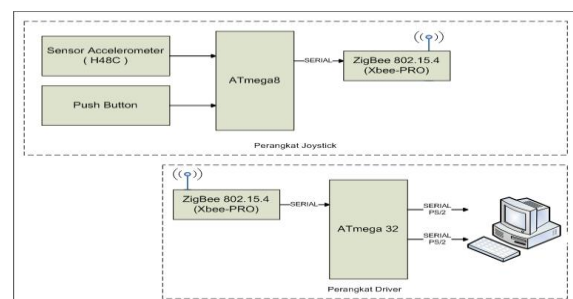 Sensor Accelerometer
( H48C )
Push Button
ATmega8
SERIAL
ZigBee 802.15.4
(Xbee-PRO)
Perangkat Joystick
ZigBee 802.15.4
(Xbee-PRO)
SERIAL
ATmega 32
SERIAL
PS/2
SERIAL
PS/2
Perangkat Driver